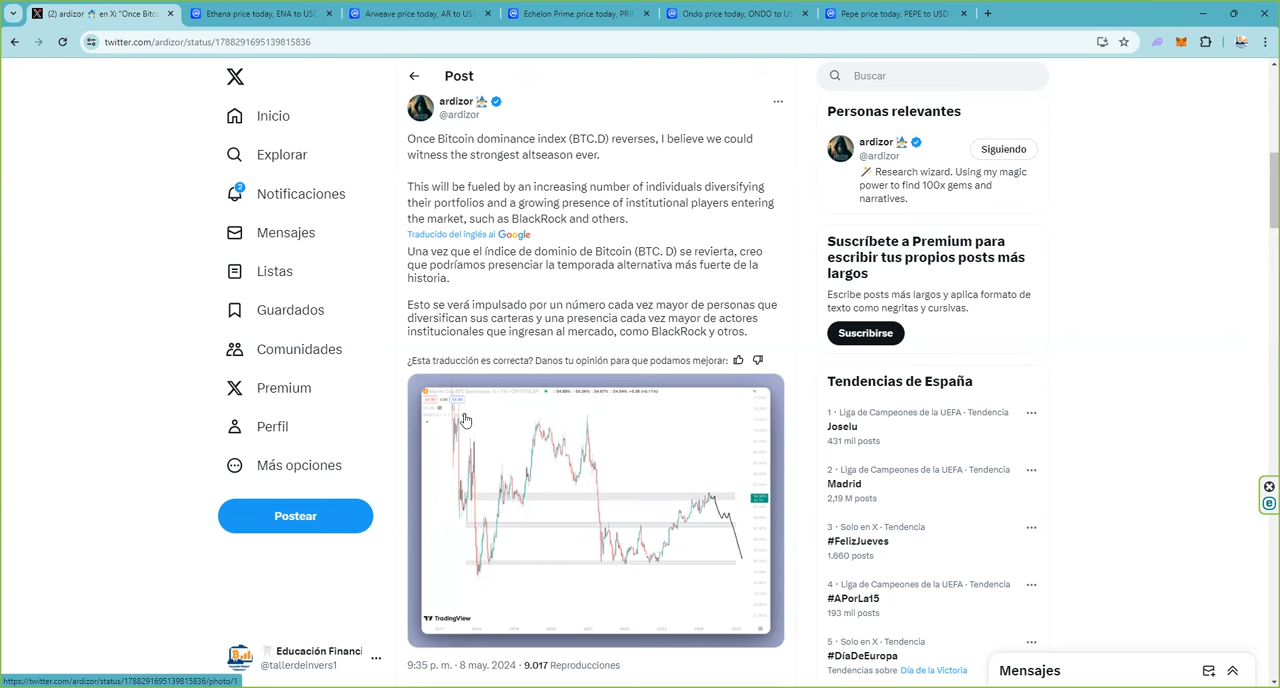 (2) ardizor en X: "Once Bitc
Ethena price today, ENA to USD
Arweave price today, AR to USD
Echelon Prime price today, PRI
Ondo price today, ONDO to US
Pepe price today, PEPE to USD
twitter.com/ardizor/status/1788291695139815836
Inicio
Explorar
2
Notificaciones
Mensajes
Listas
Guardados
Comunidades
Premium
Perfil
Más opciones
Postear
Educación Financi
@tallerdeinvers1
https://twitter.com/ardizor/status/1788291695139815836/photo/1
Post
ardizor
@ardizor
Once Bitcoin dominance index (BTC.D) reverses, I believe we could
witness the strongest altseason ever.
This will be fueled by an increasing number of individuals diversifying
their portfolios and a growing presence of institutional players entering
the market, such as BlackRock and others.
Traducido del inglés al Google
Una vez que el índice de dominio de Bitcoin (BTC. D) se revierta, creo
que podríamos presenciar la temporada alternativa más fuerte de la
historia.
Esto se verá impulsado por un número cada vez mayor de personas que
diversifican sus carteras y una presencia cada vez mayor de actores
institucionales que ingresan al mercado, como BlackRock y otros.
¿Esta traducción es correcta? Danos tu opinión para que podamos mejorar:
TradingView
9:35 p. m. · 8 may. 2024 · 9.017 Reproducciones
Buscar
Personas relevantes
ardizor
@ardizor
Siguiendo
Research wizard. Using my magic
power to find 100x gems and
narratives.
Suscríbete a Premium para
escribir tus propios posts más
largos
Escribe posts más largos y aplica formato de
texto como negritas y cursivas.
Suscribirse
Tendencias de España
1 · Liga de Campeones de la UEFA · Tendencia
Joselu
431 mil posts
2 · Liga de Campeones de la UEFA · Tendencia
Madrid
2,19 M posts
3 · Solo en X · Tendencia
#FelizJueves
1.660 posts
4 · Liga de Campeones de la UEFA · Tendencia
#APorLa15
193 mil posts
5 · Solo en X · Tendencia
#DíaDeEuropa
Tendencias sobre Día de la Victoria
Mensajes